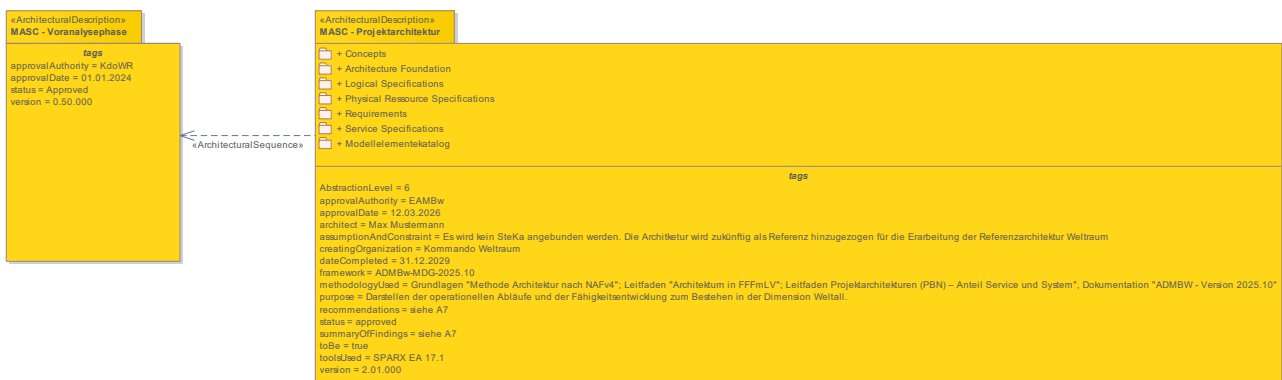 «ArchitecturalDescription»
MASC - Voranalysephase
tags
approvalAuthority = KdoWR
approvalDate = 01.01.2024
status = Approved
version = 0.50.000
«ArchitecturalSequence»
«ArchitecturalDescription»
MASC - Projektarchitektur
+ Concepts
+ Architecture Foundation
+ Logical Specifications
+ Physical Ressource Specifications
+ Requirements
+ Service Specifications
+ Modellelementekatalog
tags
AbstractionLevel = 6
approvalAuthority = EAMBw
approvalDate = 12.03.2026
architect = Max Mustermann
assumptionAndConstraint = Es wird kein SteKa angebunden werden. Die Architketur wird zukünftig als Referenz hinzugezogen für die Erarbeitung der Referenzarchitektur Weltraum
creatingOrganization = Kommando Weltraum
dateCompleted = 31.12.2029
framework = ADMBw-MDG-2025.10
methodologyUsed = Grundlagen "Methode Architektur nach NAFv4"; Leitfaden "Architekturn in FFFmLV"; Leitfaden Projektarchitekturen (PBN) – Anteil Service und System", Dokumentation "ADMBW - Version 2025.10"
purpose = Darstellen der operationellen Abläufe und der Fähigkeitsentwicklung zum Bestehen in der Dimension Weltall.
recommendations = siehe A7
status = approved
summaryOfFindings = siehe A7
toBe = true
toolsUsed = SPARX EA 17.1
version = 2.01.000